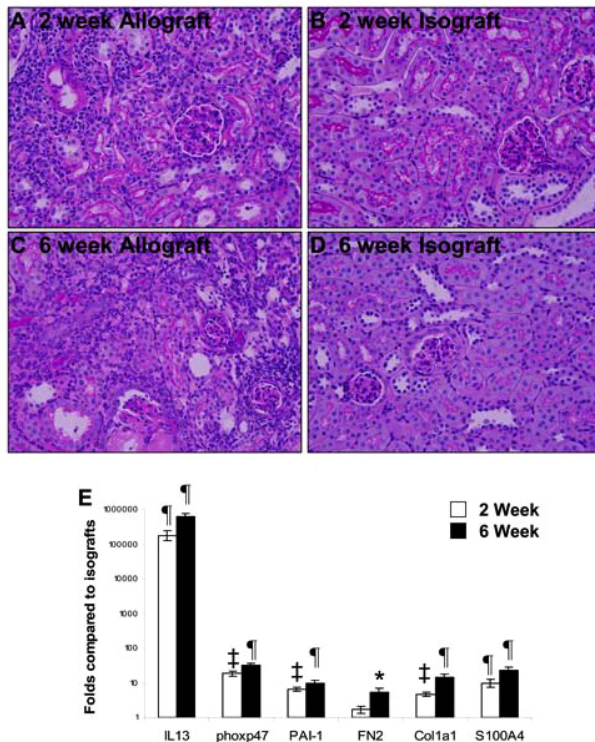 A 2 week Allograft
B 2 week Isograft
C 6 week Allograft
D 6 week Isograft
E
Folds compared to isografts
1000000
100000
10000
1000
100
10
1
¶ ¶
‡ ¶
‡ ¶
*
‡ ¶
¶ ¶
2 Week
6 Week
IL13 phoxp47 PAI-1 FN2 Col1a1 S100A4